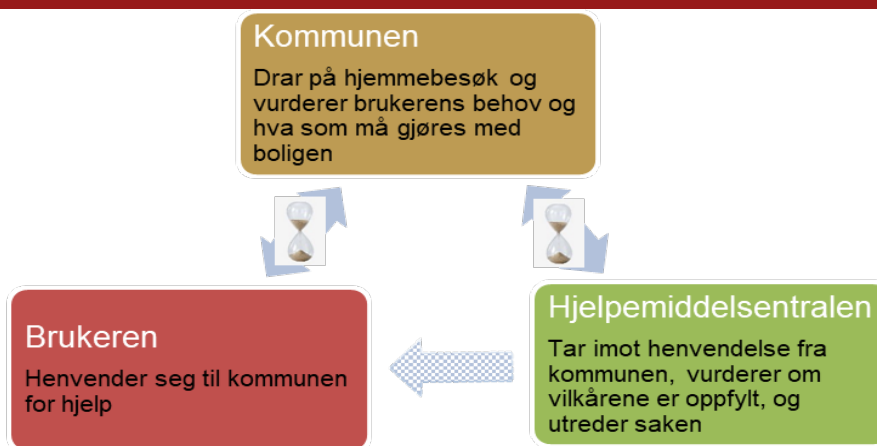 Kommunen
Drar på hjemmebesøk og
vurderer brukerens behov og
hva som må gjøres med
boligen
Brukeren
Henvender seg til kommunen
for hjelp
Hjelpemiddelsentralen
Tar imot henvendelse fra
kommunen, vurderer om
vilkårene er oppfylt, og
utreder saken